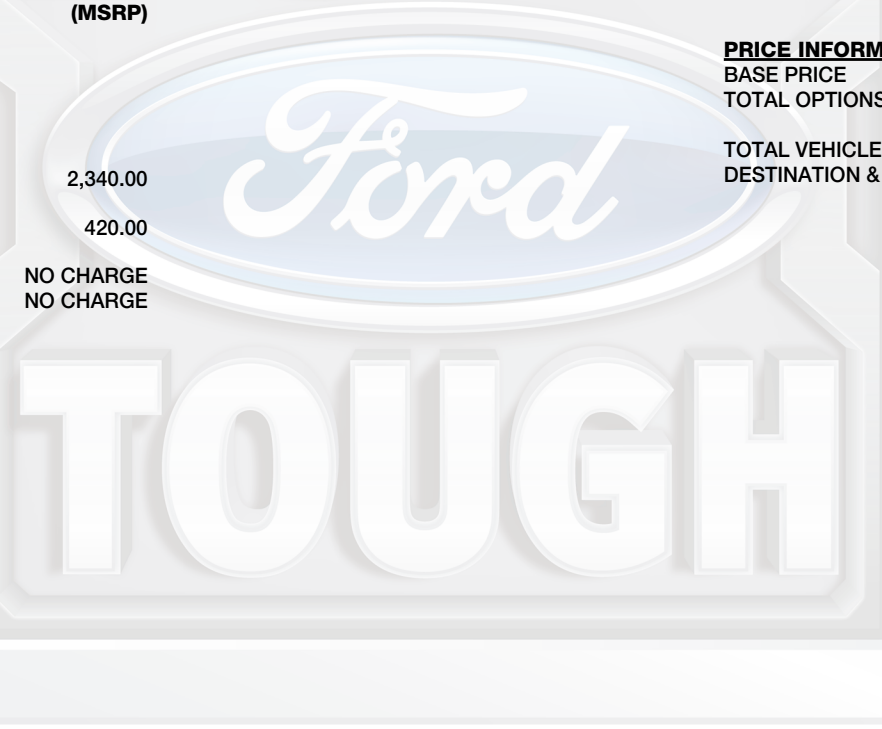 (MSRP)
2,340.00
420.00
NO CHARGE
NO CHARGE
PRICE INFORM
BASE PRICE
TOTAL OPTIONS
TOTAL VEHICLE
DESTINATION &
Ford
TOUGH